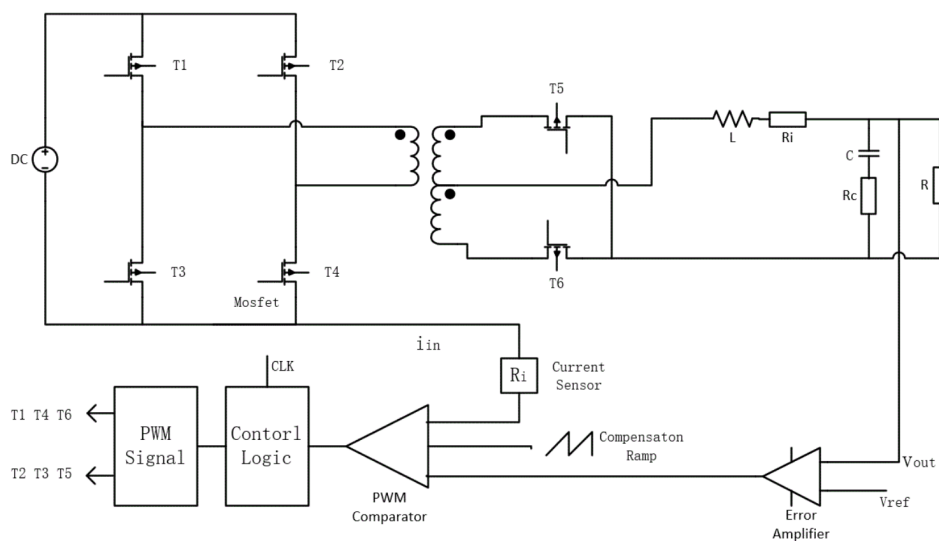 T1
T2
T5
DC
L
Ri
C
Rc
R
T3
T4
T6
Mosfet
iin
CLK
Ri
Current
Sensor
T1 T4 T6
PWM
Signal
Contorl
Logic
Compensaton
Ramp
T2 T3 T5
Vout
Vref
PWM
Comparator
Error
Amplifier